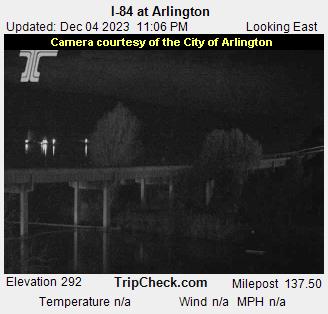 I-84 at Arlington
Updated: Dec 04 2023 11:06 PM Looking East
Camera courtesy of the City of Arlington
Elevation 292 TripCheck.com Milepost 137.50
Temperature n/a Wind n/a MPH n/a